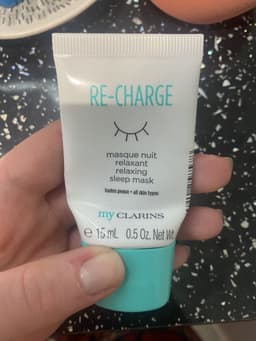 RE-CHARGE
masque nuit
relaxant
relaxing
sleep mask
toutes peaux • all skin types
my CLARINS
℮ 15 mL 0.5 Oz. Net Wt.